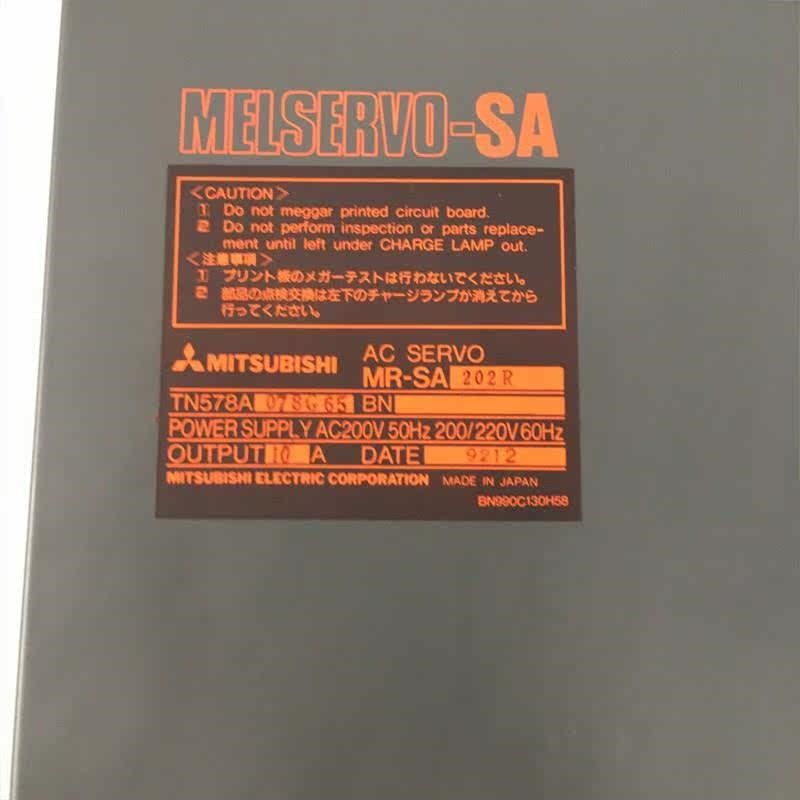 MELSERVO-SA
<CAUTION>
1 Do not meggar printed circuit board.
2 Do not perform inspection or parts replace-
ment until left under CHARGE LAMP out.
<注意事項>
1 プリント板のメガーテストは行わないでください。
2 部品の点検交換は左下のチャージランプが消えてから
行ってください。
MITSUBISHI AC SERVO
MR-SA 202R
TN578A 078G65 BN
POWER SUPPLY AC200V 50Hz 200/220V 60Hz
OUTPUT 10 A DATE 9212
MITSUBISHI ELECTRIC CORPORATION MADE IN JAPAN
BN990C130H58